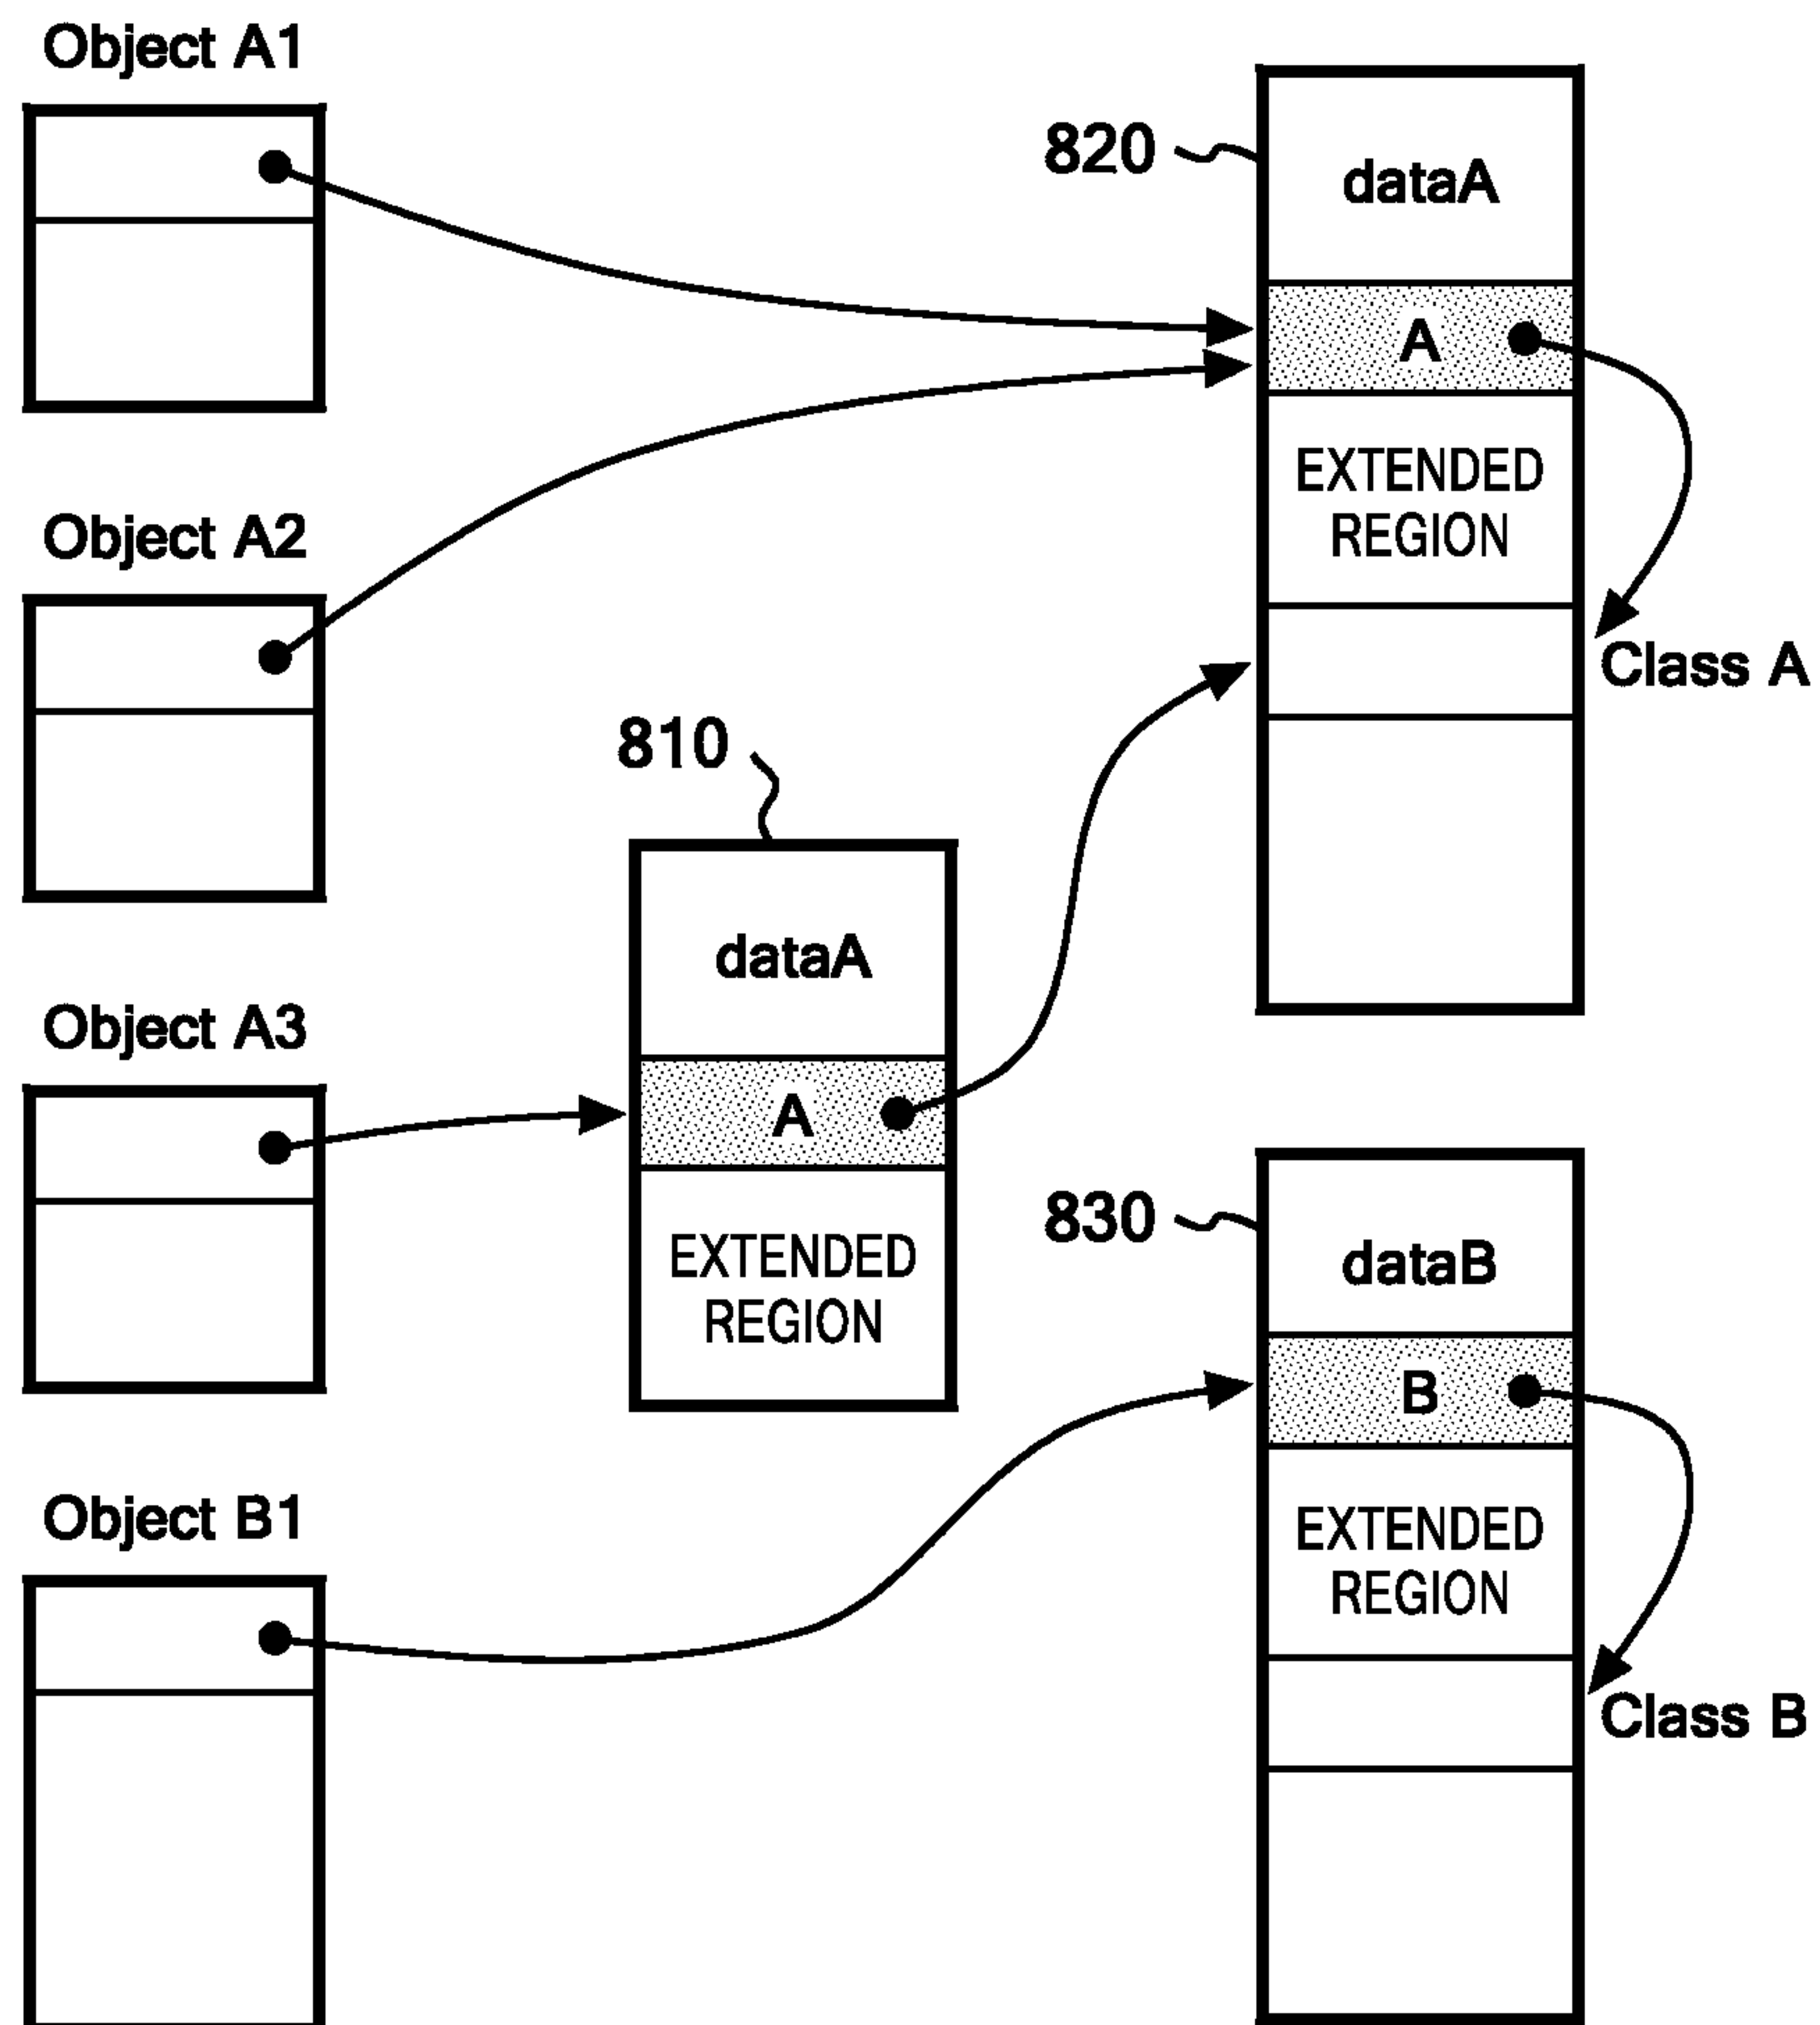 Object A1
820
dataA
A
EXTENDED
REGION
Class A
Object A2
810
dataA
A
EXTENDED
REGION
Object A3
830
dataB
B
EXTENDED
REGION
Class B
Object B1